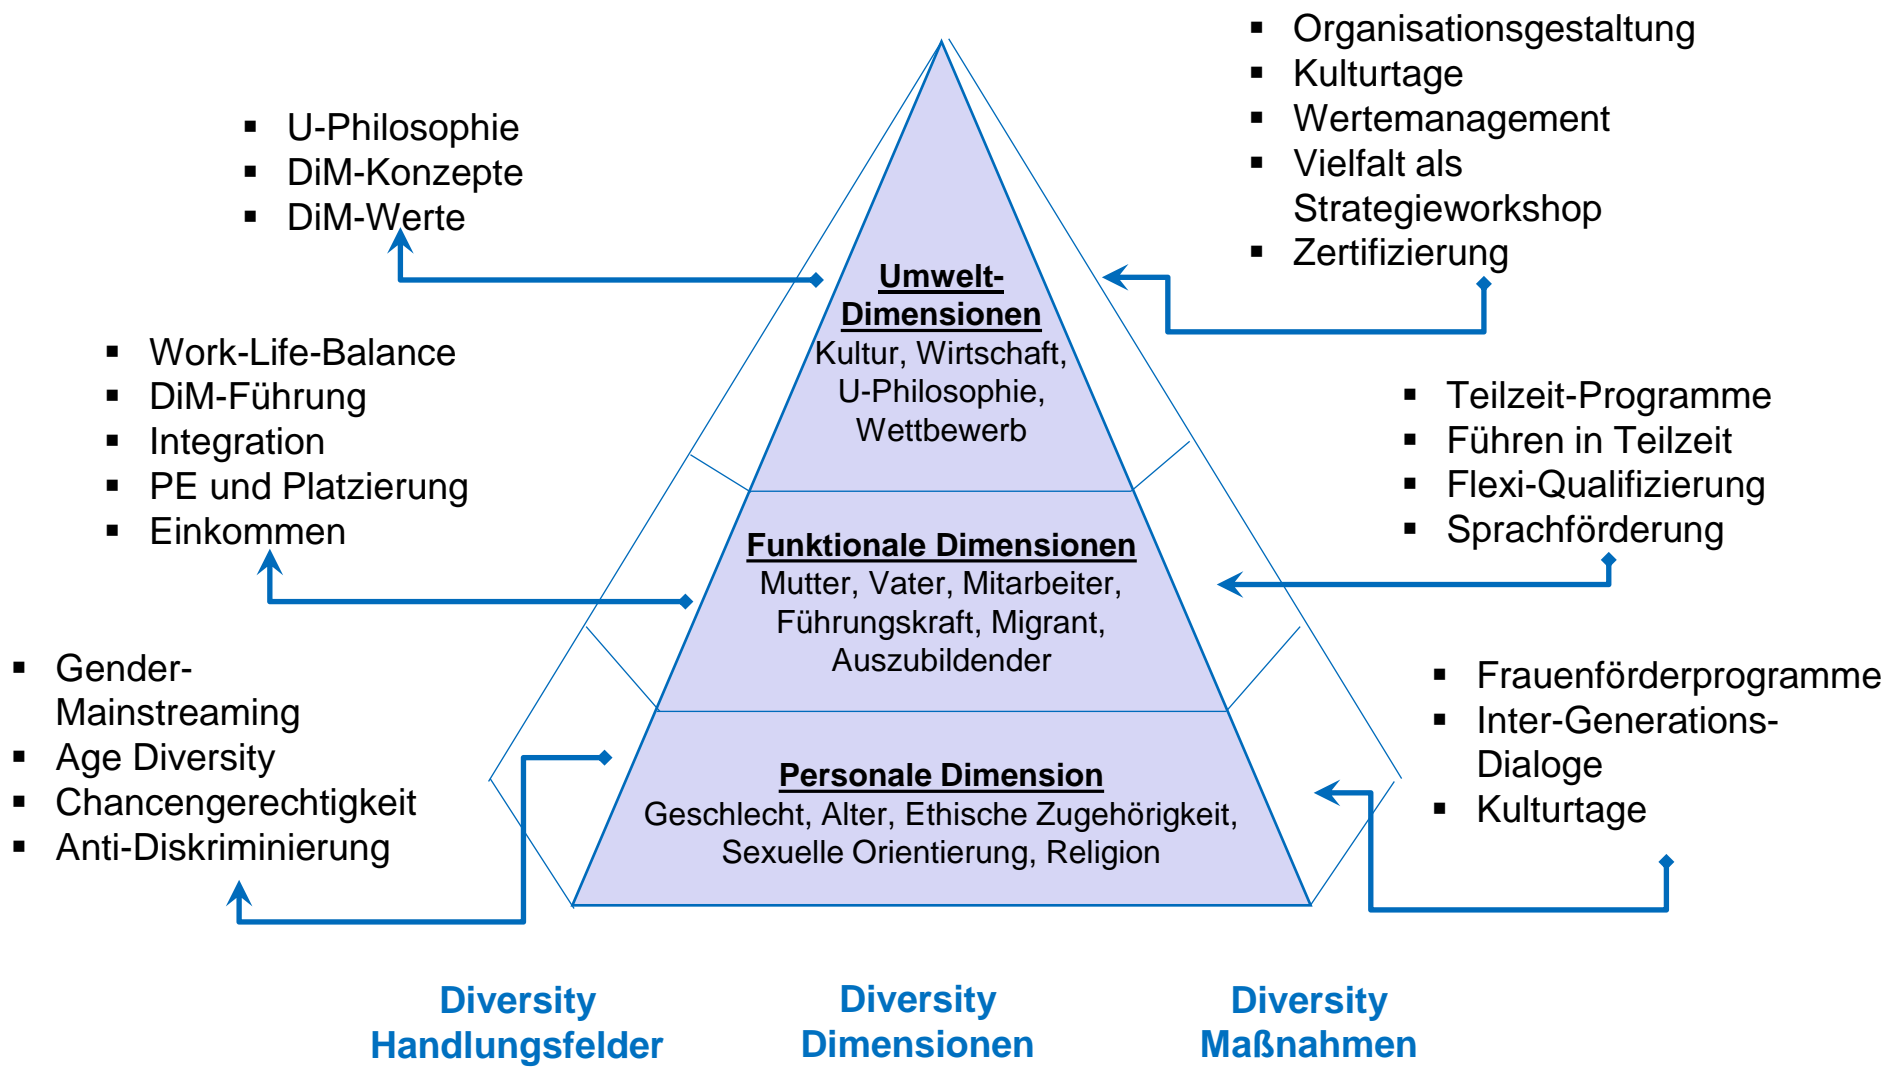 U-Philosophie
DiM-Konzepte
DiM-Werte
Work-Life-Balance
DiM-Führung
Integration
PE und Platzierung
Einkommen
Gender-
Mainstreaming
Age Diversity
Chancengerechtigkeit
Anti-Diskriminierung
Umwelt-
Dimensionen
Kultur, Wirtschaft,
U-Philosophie,
Wettbewerb
Funktionale Dimensionen
Mutter, Vater, Mitarbeiter,
Führungskraft, Migrant,
Auszubildender
Personale Dimension
Geschlecht, Alter, Ethische Zugehörigkeit,
Sexuelle Orientierung, Religion
Organisationsgestaltung
Kulturtage
Wertemanagement
Vielfalt als
Strategieworkshop
Zertifizierung
Teilzeit-Programme
Führen in Teilzeit
Flexi-Qualifizierung
Sprachförderung
Frauenförderprogramme
Inter-Generations-
Dialoge
Kulturtage
Diversity
Handlungsfelder
Diversity
Dimensionen
Diversity
Maßnahmen